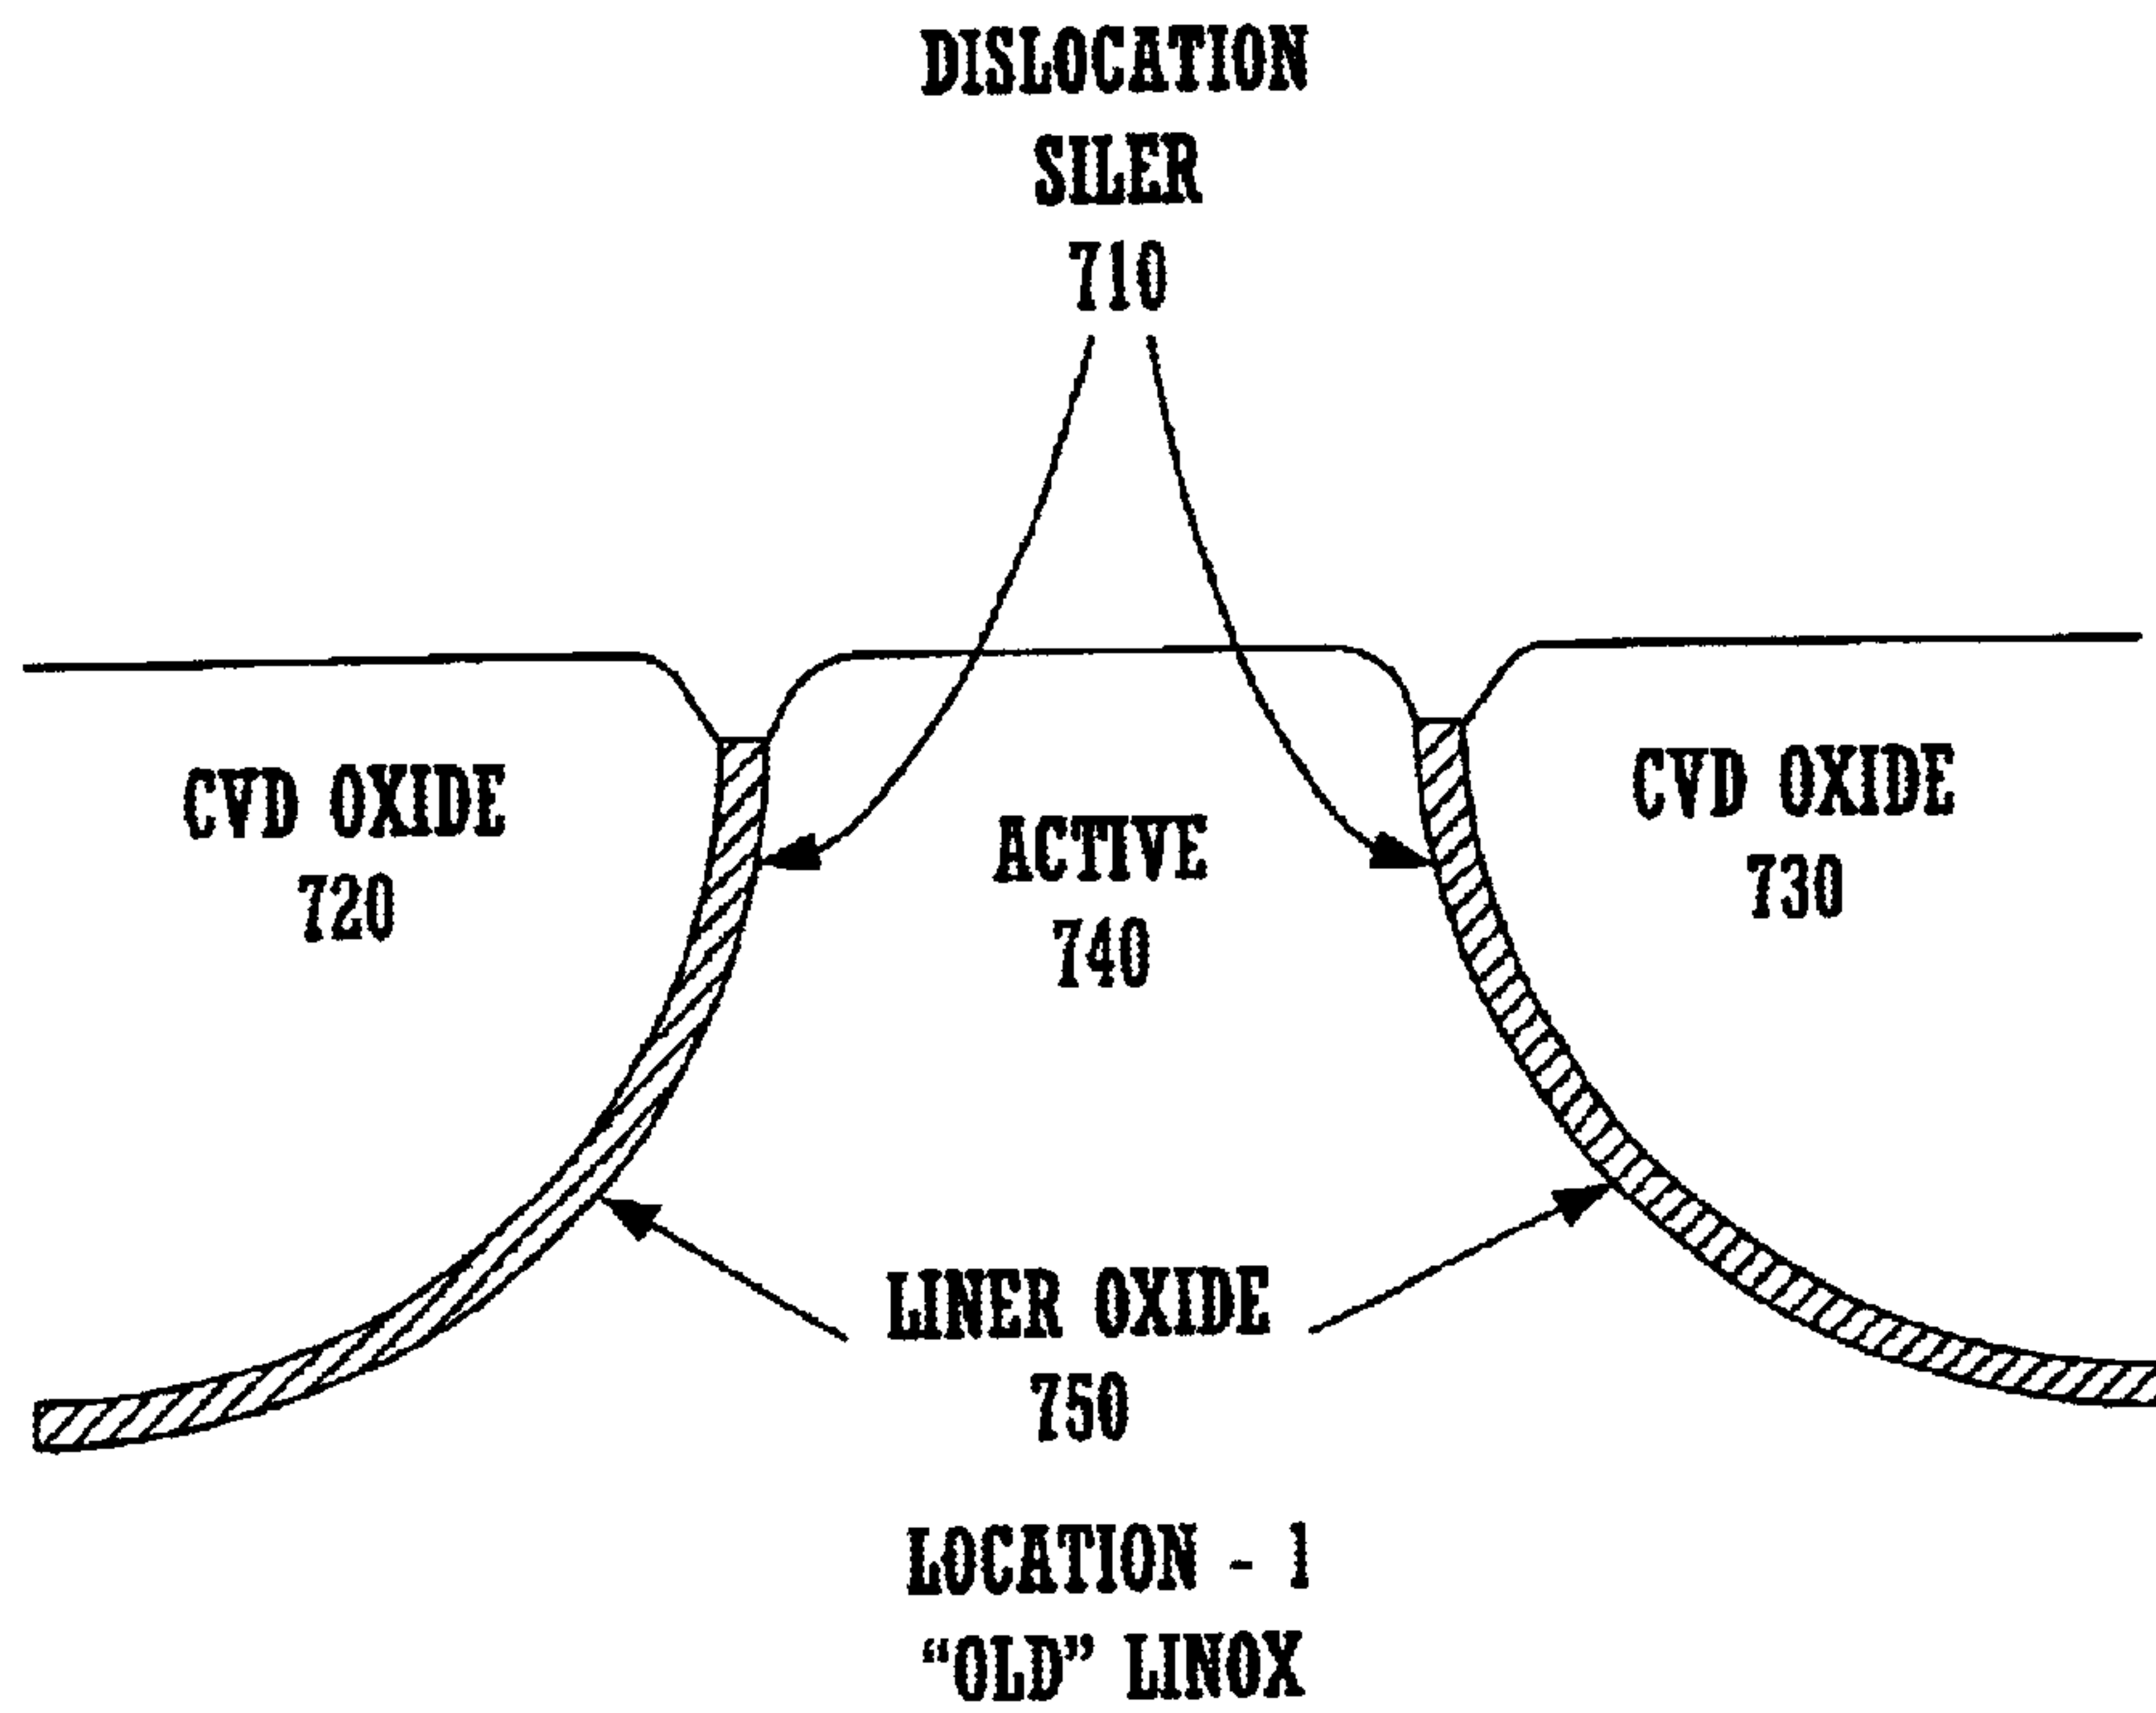 DISLOCATION
SILER
710
CVD OXIDE
720
ACTIVE
740
CVD OXIDE
730
LINER OXIDE
750
LOCATION - 1
“OLD” LINOX